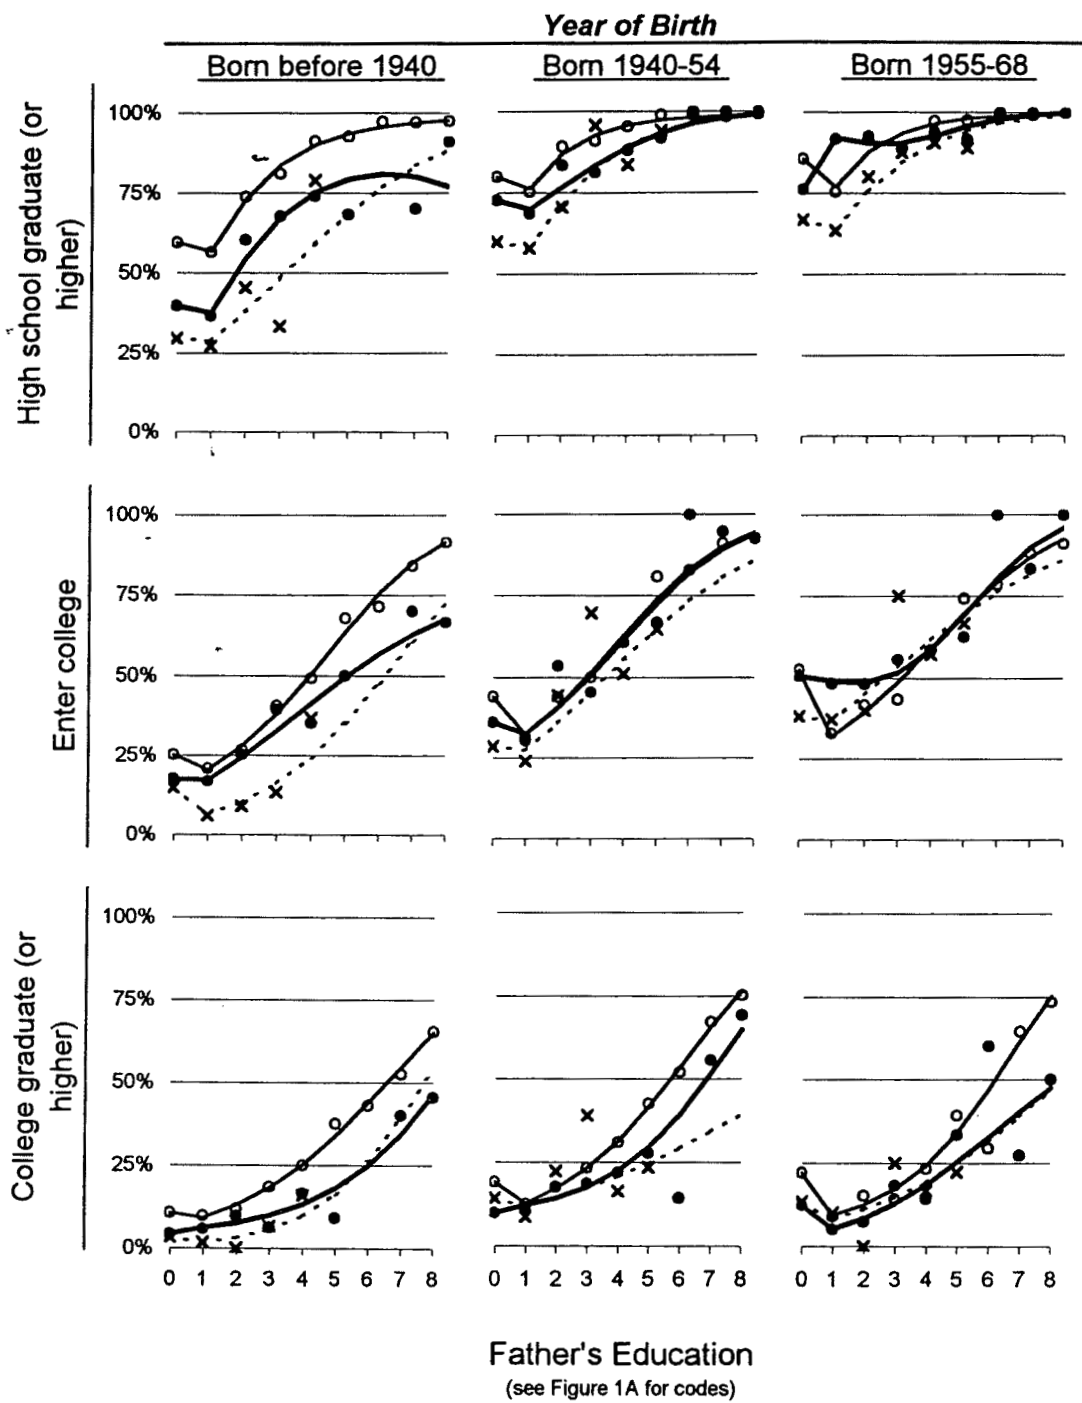 Year of Birth
Born before 1940
Born 1940-54
Born 1955-68
High school graduate (or
higher)
100%
75%
50%
25%
0%
Enter college
100%
75%
50%
25%
0%
College graduate (or
higher)
100%
75%
50%
25%
0%
0 1 2 3 4 5 6 7 8
0 1 2 3 4 5 6 7 8
0 1 2 3 4 5 6 7 8
Father's Education
(see Figure 1A for codes)